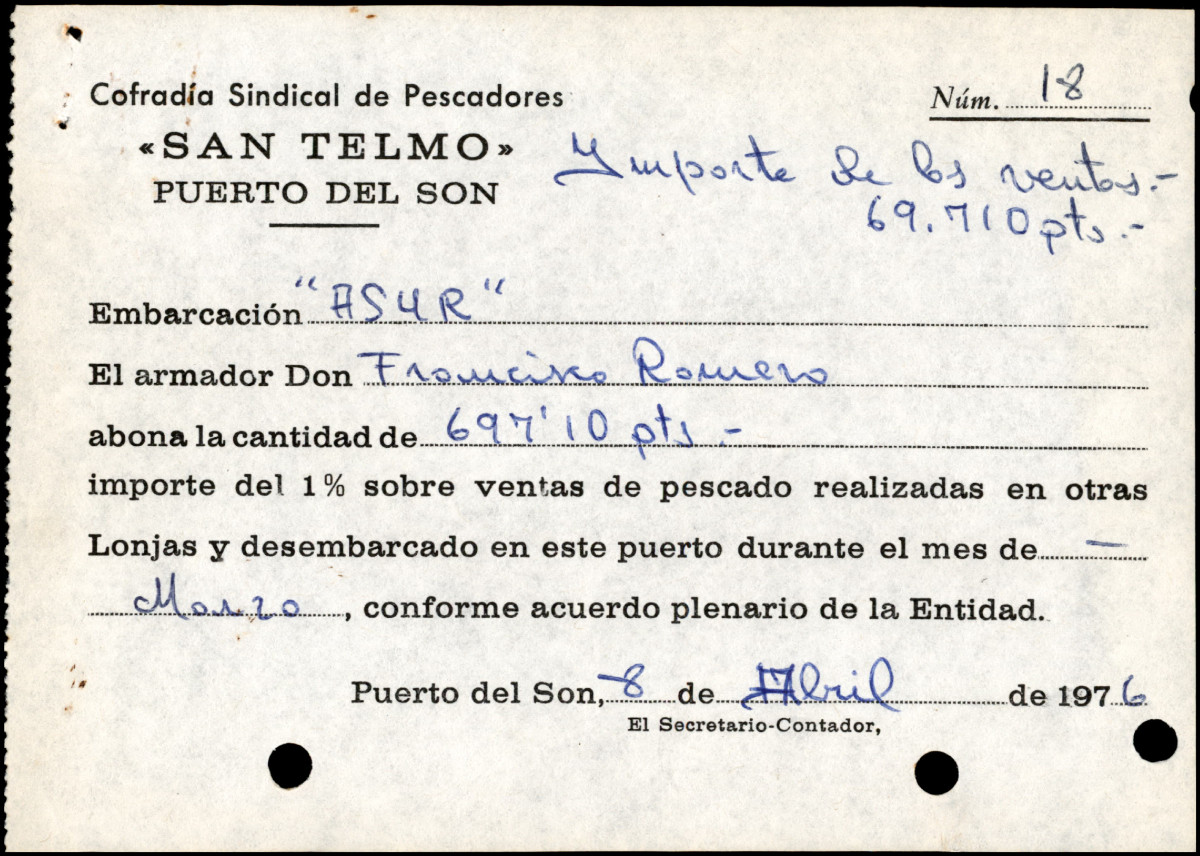 Cofradía Sindical de Pescadores
Núm. 18
«SAN TELMO»
PUERTO DEL SON
Importe de las ventas.-
69.710 pts.-
Embarcación "ASUR"
El armador Don Francisco Romero
abona la cantidad de 697'10 pts.-
importe del 1% sobre ventas de pescado realizadas en otras
Lonjas y desembarcado en este puerto durante el mes de —
Marzo, conforme acuerdo plenario de la Entidad.
Puerto del Son, 8 de Abril de 1976
El Secretario-Contador,